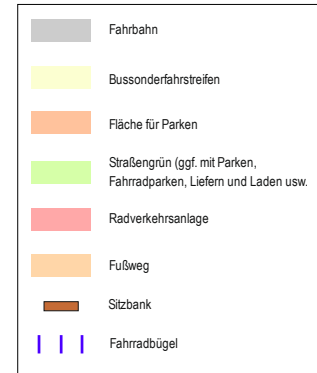 Fahrbahn
Bussonderfahrstreifen
Fläche für Parken
Straßengrün (ggf. mit Parken,
Fahrradparken, Liefern und Laden usw.
Radverkehrsanlage
Fußweg
Sitzbank
Fahrradbügel